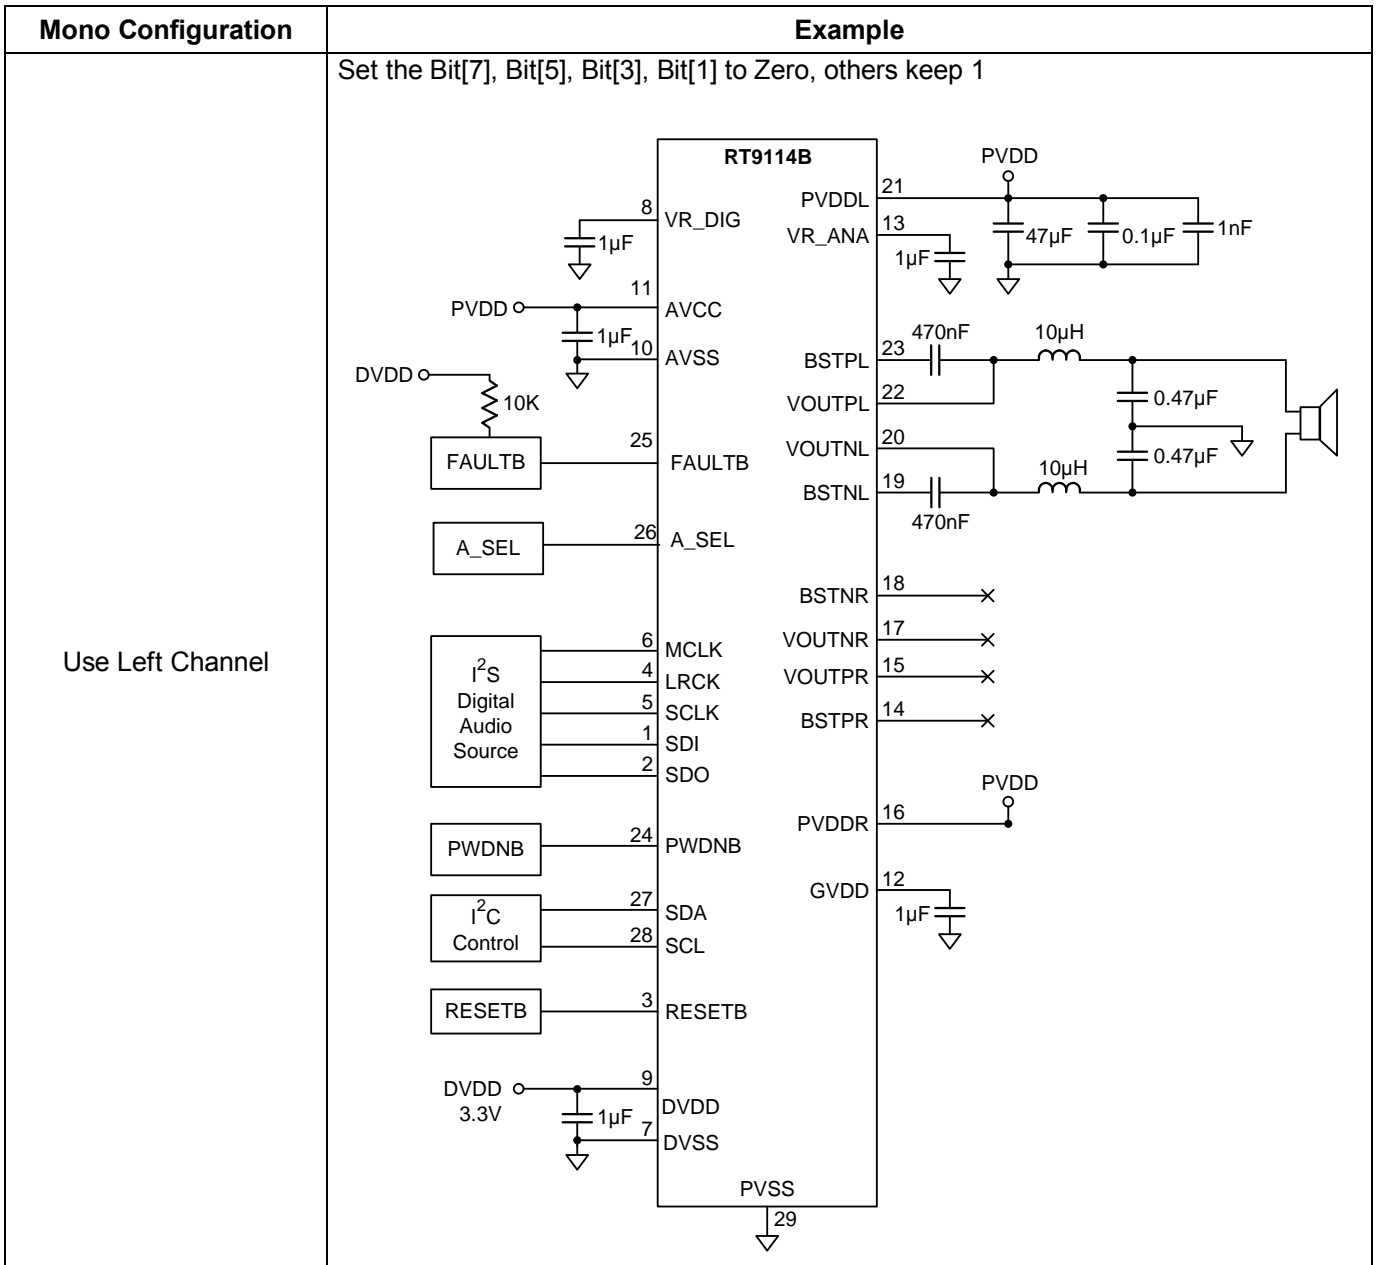 Mono Configuration
Example
Set the Bit[7], Bit[5], Bit[3], Bit[1] to Zero, others keep 1
Use Left Channel
RT9114B
8
VR_DIG
1µF
PVDD
11
AVCC
1µF
10
AVSS
DVDD
10K
FAULTB
25
FAULTB
A_SEL
26
A_SEL
I2S
Digital
Audio
Source
6
MCLK
4
LRCK
5
SCLK
1
SDI
2
SDO
PWDNB
24
PWDNB
I2C
Control
27
SDA
28
SCL
RESETB
3
RESETB
DVDD
3.3V
9
DVDD
1µF
7
DVSS
PVSS
29
PVDD
PVDDL
21
47µF
0.1µF
1nF
VR_ANA
13
1µF
BSTPL
23
470nF
10µH
VOUTPL
22
0.47µF
VOUTNL
20
0.47µF
BSTNL
19
470nF
10µH
BSTNR
18
VOUTNR
17
VOUTPR
15
BSTPR
14
PVDD
PVDDR
16
GVDD
12
1µF